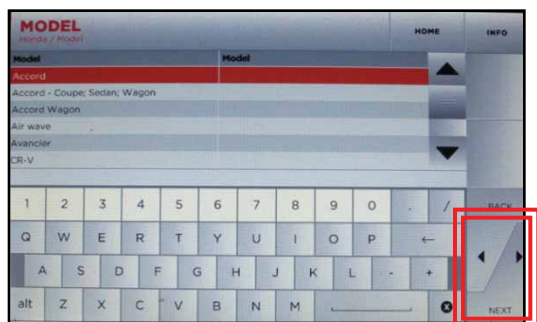 MODEL
Honda / Model
HOME
INFO
Model Model
Accord
Accord - Coupe; Sedan; Wagon
Accord Wagon
Air wave
Avancier
CR-V
1 2 3 4 5 6 7 8 9 0 . /
BACK
Q W E R T Y U I O P ←
A S D F G H J K L - +
alt Z X C V B N M
NEXT